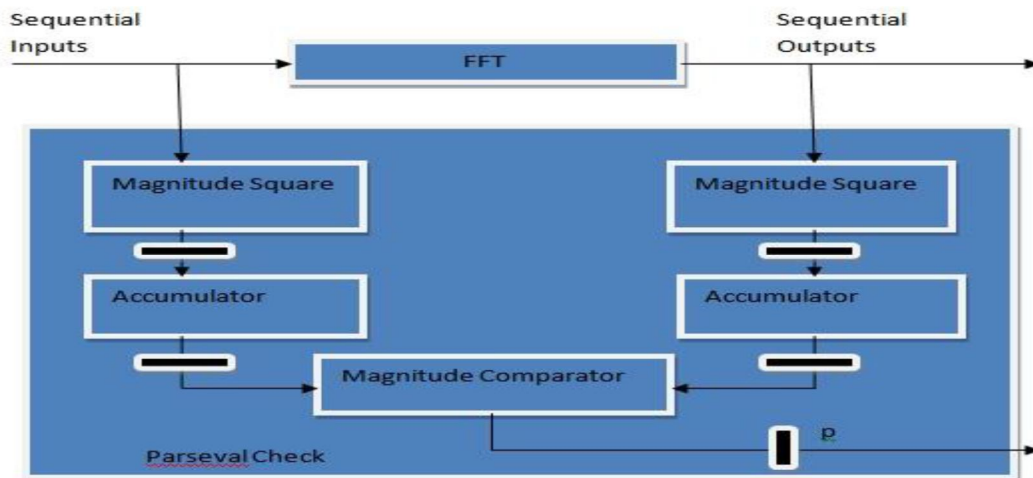 Sequential
Inputs
Sequential
Outputs
FFT
Magnitude Square
Magnitude Square
Accumulator
Accumulator
Magnitude Comparator
p
Parseval Check